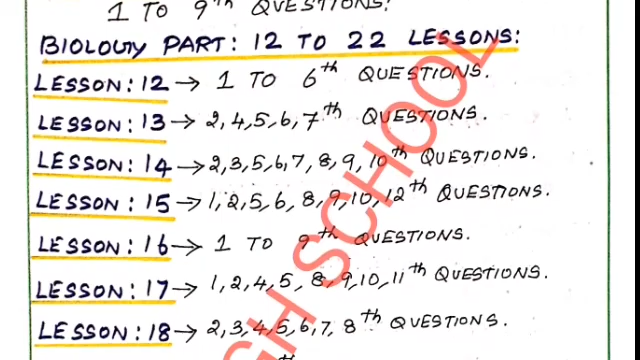 1 TO 9th QUESTIONS.
BIOLOGY PART: 12 TO 22 LESSONS:
LESSON: 12 → 1 TO 6th QUESTIONS.
LESSON: 13 → 2, 4, 5, 6, 7th QUESTIONS.
LESSON: 14 → 2, 3, 5, 6, 7, 8, 9, 10th QUESTIONS.
LESSON: 15 → 1, 2, 5, 6, 8, 9, 10, 12th QUESTIONS.
LESSON: 16 → 1 TO 9th QUESTIONS.
LESSON: 17 → 1, 2, 4, 5, 8, 9, 10, 11th QUESTIONS.
LESSON: 18 → 2, 3, 4, 5, 6, 7, 8th QUESTIONS.
th
GH SCHOOL